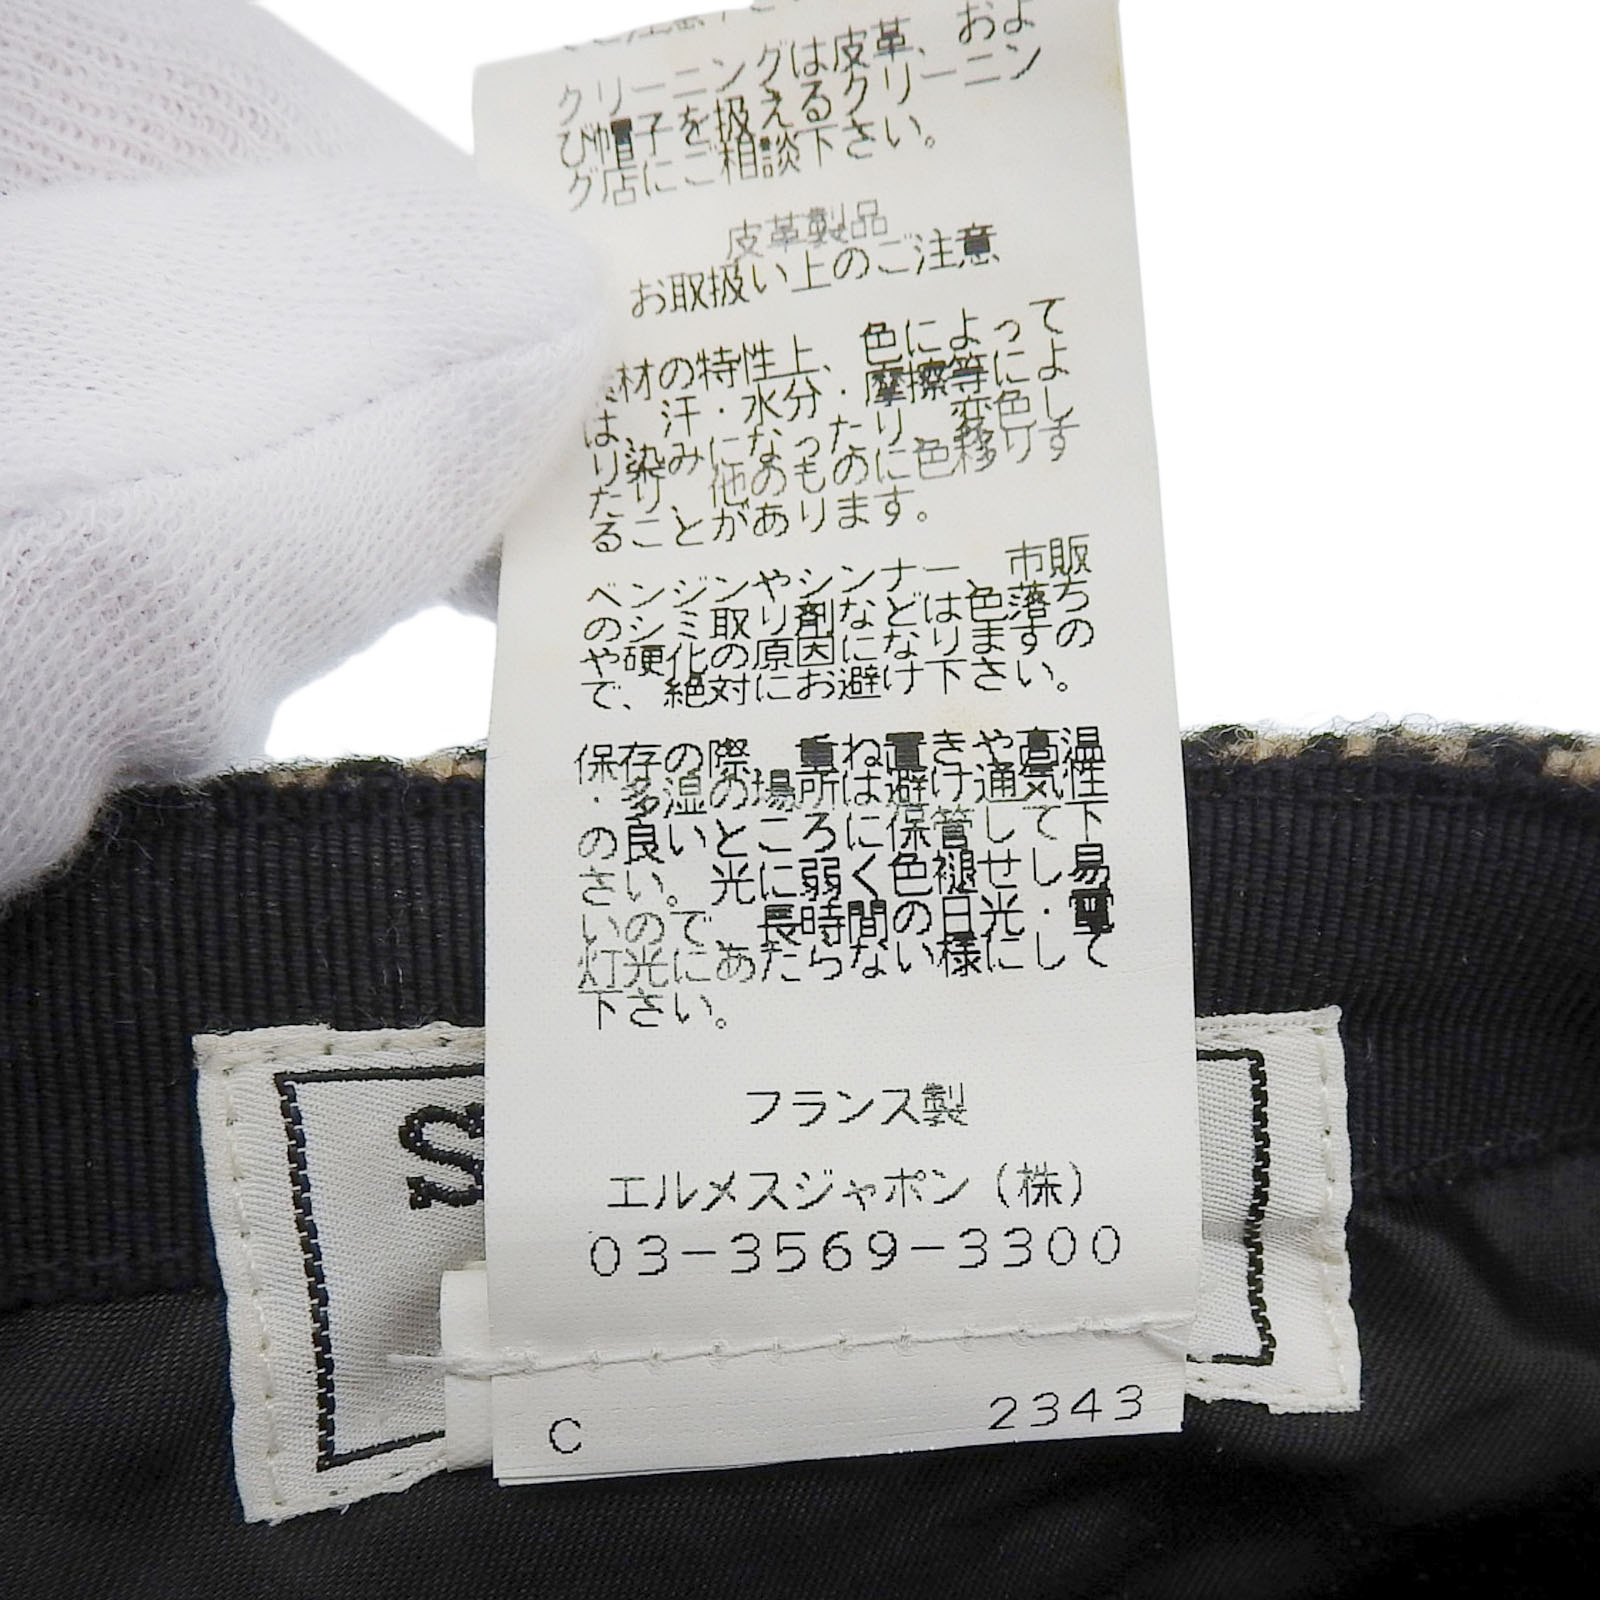 ご注意下さい。
クリーニングは皮革、およ
び帽子を扱えるクリーニン
グ店にご相談下さい。
皮革製品
お取扱い上のご注意
素材の特性上、色によって
は、汗・水分・摩擦等によ
り染みになったり、変色し
たり、他のものに色移りす
ることがあります。
ベンジンやシンナー、市販
のシミ取り剤などは色落ち
や硬化の原因になりますの
で、絶対にお避け下さい。
保存の際、重ね置きや高温
・多湿の場所は避け通気性
の良いところに保管して下
さい。光に弱く色褪せし易
いので、長時間の日光・電
灯光にあたらない様にして
下さい。
フランス製
エルメスジャポン(株)
03-3569-3300
C 2343
S